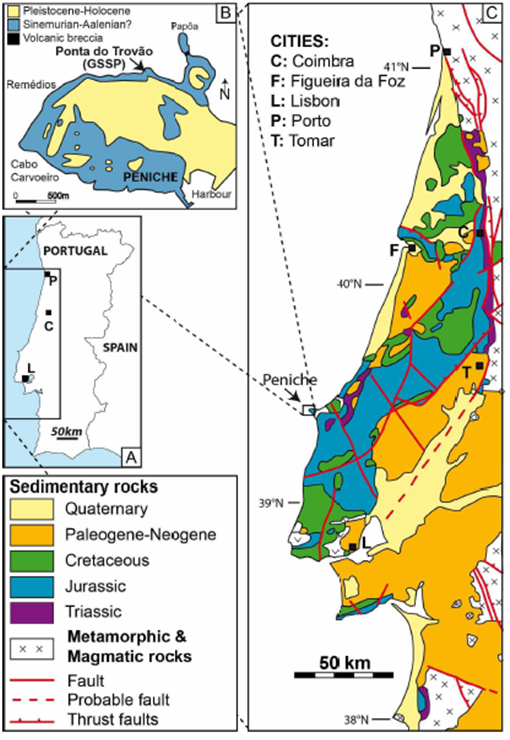 B
Pleistocene-Holocene
Sinemurian-Aalenian?
Volcanic breccia
Papôa
Ponta do Trovão
(GSSP)
N
Remédios
Cabo
Carvoeiro
PENICHE
0 500m
Harbour
PORTUGAL
P
C
SPAIN
L
50km
A
Sedimentary rocks
Quaternary
Paleogene-Neogene
Cretaceous
Jurassic
Triassic
Metamorphic &
Magmatic rocks
Fault
Probable fault
Thrust faults
C
CITIES:
C: Coimbra
F: Figueira da Foz
L: Lisbon
P: Porto
T: Tomar
P
41°N
C
F
40°N
T
Peniche
39°N
L
50 km
38°N